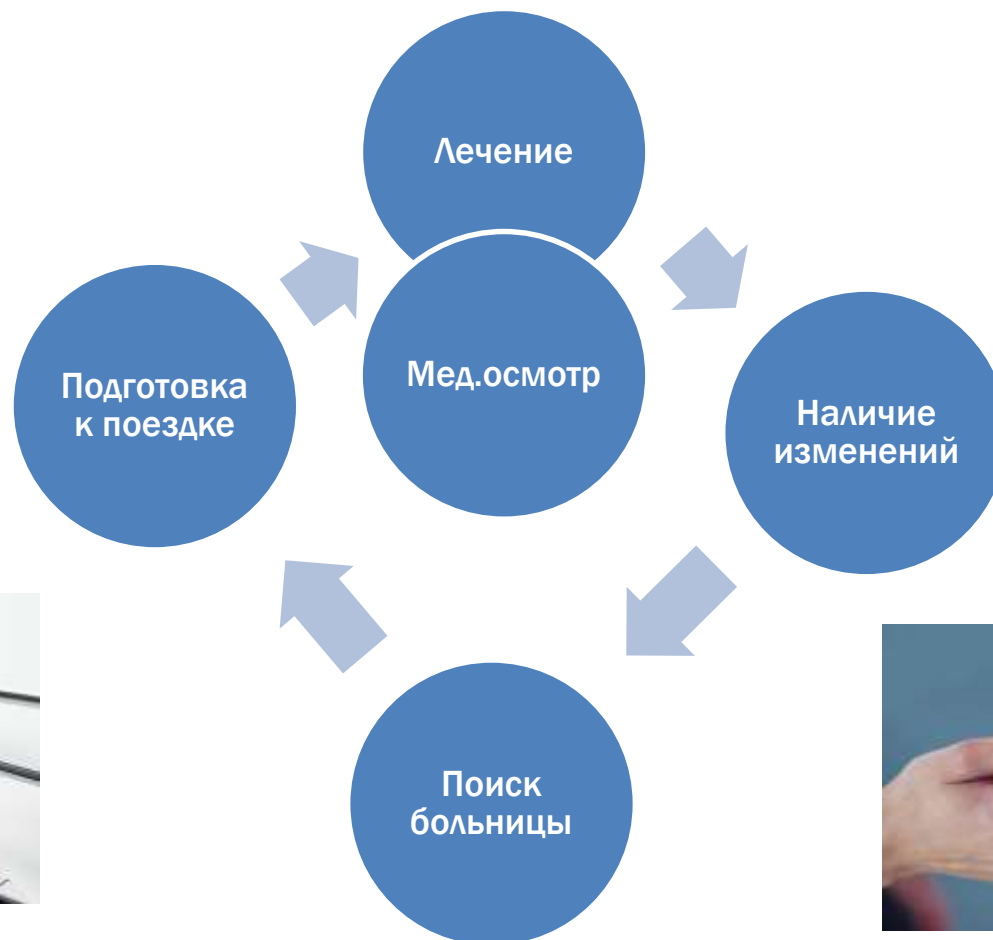 Лечение
Мед.осмотр
Подготовка
к поездке
Наличие
изменений
Поиск
больницы